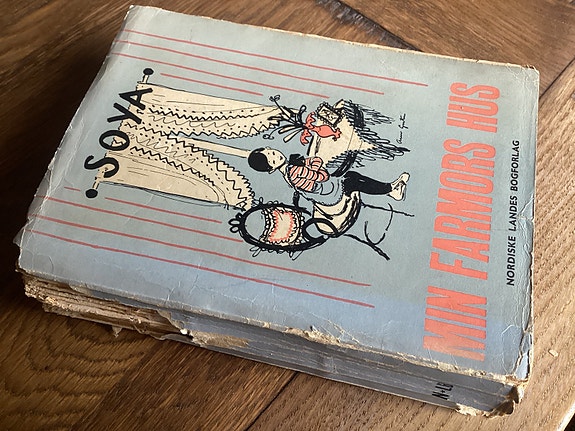 SOYA
MIN FARMORS HUS
NORDISKE LANDES BOGFORLAG